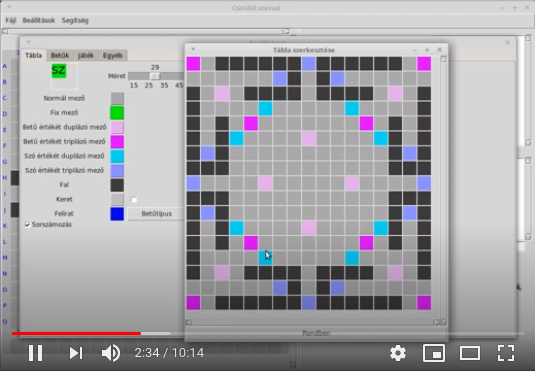 Csináld szavad
Fájl Beállítások Segítség
Tábla szerkesztése
Tábla Betűk Játék Egyéb
SZ
29
Méret
15 25 35 45
Normál mező
Fix mező
Betű értékét duplázó mező
Betű értékét triplázó mező
Szó értékét duplázó mező
Szó értékét triplázó mező
Fal
Keret
Felirat
Betűtípus
Sorszámozás
A
B
C
D
E
F
G
H
I
J
K
L
M
N
O
P
Rendben
2:34 / 10:14